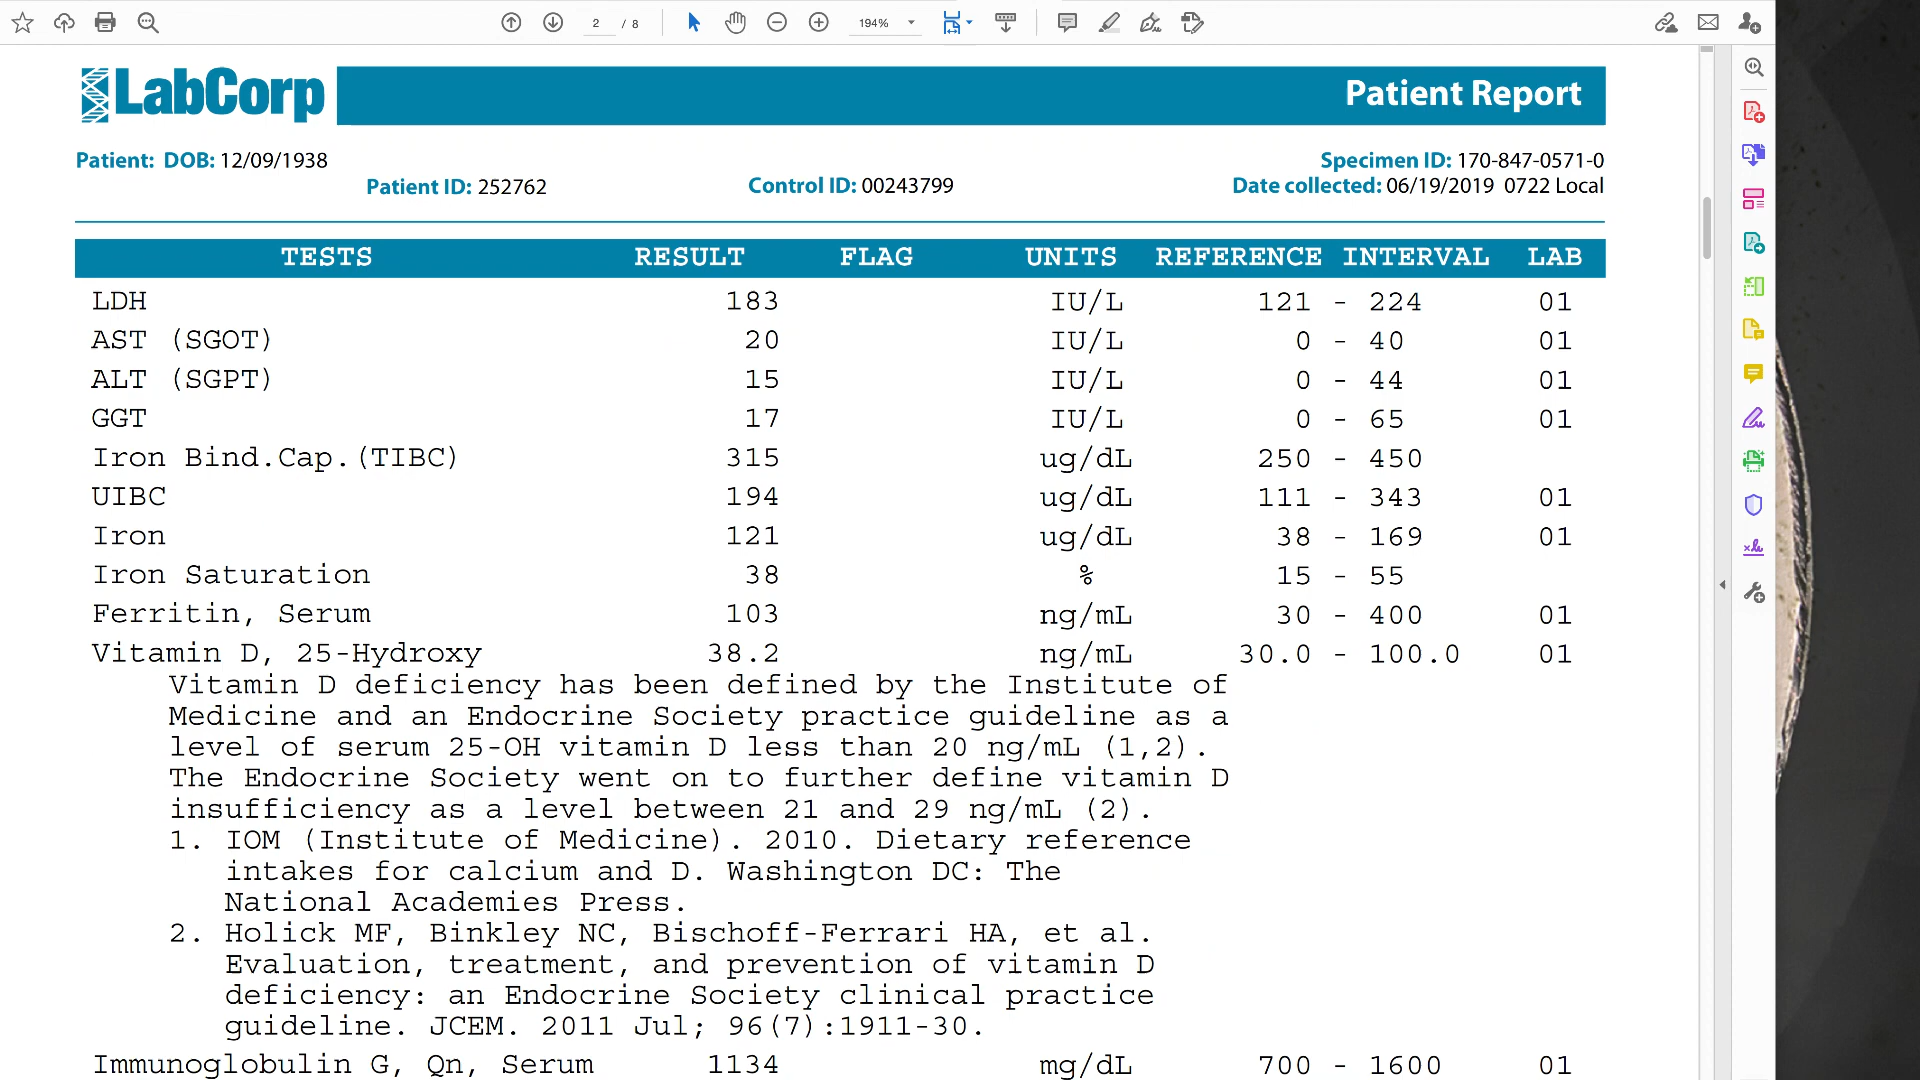 2 / 8 194%
LabCorp Patient Report
Patient: DOB: 12/09/1938 Specimen ID: 170-847-0571-0
Patient ID: 252762 Control ID: 00243799 Date collected: 06/19/2019 0722 Local
TESTS RESULT FLAG UNITS REFERENCE INTERVAL LAB
LDH 183 IU/L 121 - 224 01
AST (SGOT) 20 IU/L 0 - 40 01
ALT (SGPT) 15 IU/L 0 - 44 01
GGT 17 IU/L 0 - 65 01
Iron Bind.Cap.(TIBC) 315 ug/dL 250 - 450
UIBC 194 ug/dL 111 - 343 01
Iron 121 ug/dL 38 - 169 01
Iron Saturation 38 % 15 - 55
Ferritin, Serum 103 ng/mL 30 - 400 01
Vitamin D, 25-Hydroxy 38.2 ng/mL 30.0 - 100.0 01
Vitamin D deficiency has been defined by the Institute of
Medicine and an Endocrine Society practice guideline as a
level of serum 25-OH vitamin D less than 20 ng/mL (1,2).
The Endocrine Society went on to further define vitamin D
insufficiency as a level between 21 and 29 ng/mL (2).
1. IOM (Institute of Medicine). 2010. Dietary reference
intakes for calcium and D. Washington DC: The
National Academies Press.
2. Holick MF, Binkley NC, Bischoff-Ferrari HA, et al.
Evaluation, treatment, and prevention of vitamin D
deficiency: an Endocrine Society clinical practice
guideline. JCEM. 2011 Jul; 96(7):1911-30.
Immunoglobulin G, Qn, Serum 1134 mg/dL 700 - 1600 01